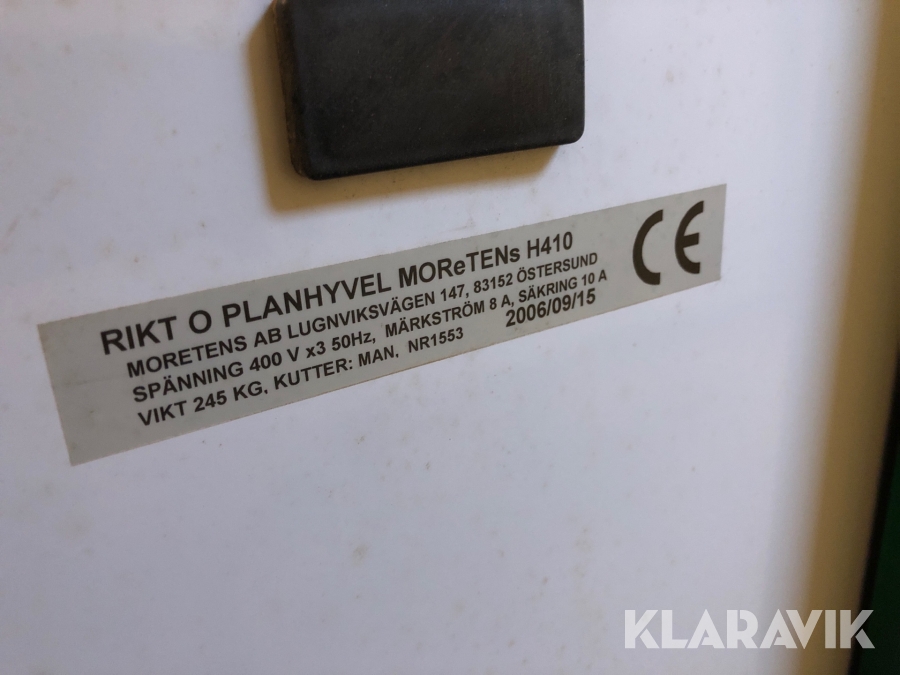 RIKT O PLANHYVEL MOReTENs H410
MORETENS AB LUGNVIKSVÄGEN 147, 83152 ÖSTERSUND
SPÄNNING 400 V x3 50Hz, MÄRKSTRÖM 8 A, SÄKRING 10 A
VIKT 245 KG, KUTTER: MAN, NR1553 2006/09/15
CE
KLARAVIK